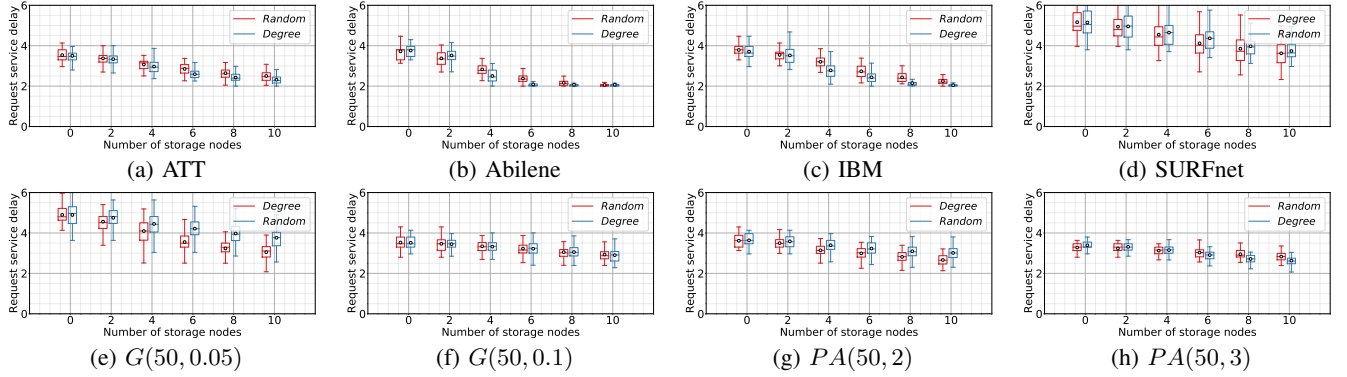 Request service delay
6
4
2
0
Random
Degree
0 2 4 6 8 10
Number of storage nodes
(a) ATT
Request service delay
6
4
2
0
Random
Degree
0 2 4 6 8 10
Number of storage nodes
(b) Abilene
Request service delay
6
4
2
0
Random
Degree
0 2 4 6 8 10
Number of storage nodes
(c) IBM
Request service delay
6
4
2
0
Degree
Random
0 2 4 6 8 10
Number of storage nodes
(d) SURFnet
Request service delay
6
4
2
0
Degree
Random
0 2 4 6 8 10
Number of storage nodes
(e) G(50, 0.05)
Request service delay
6
4
2
0
Random
Degree
0 2 4 6 8 10
Number of storage nodes
(f) G(50, 0.1)
Request service delay
6
4
2
0
Random
Degree
0 2 4 6 8 10
Number of storage nodes
(g) PA(50, 2)
Request service delay
6
4
2
0
Random
Degree
0 2 4 6 8 10
Number of storage nodes
(h) PA(50, 3)